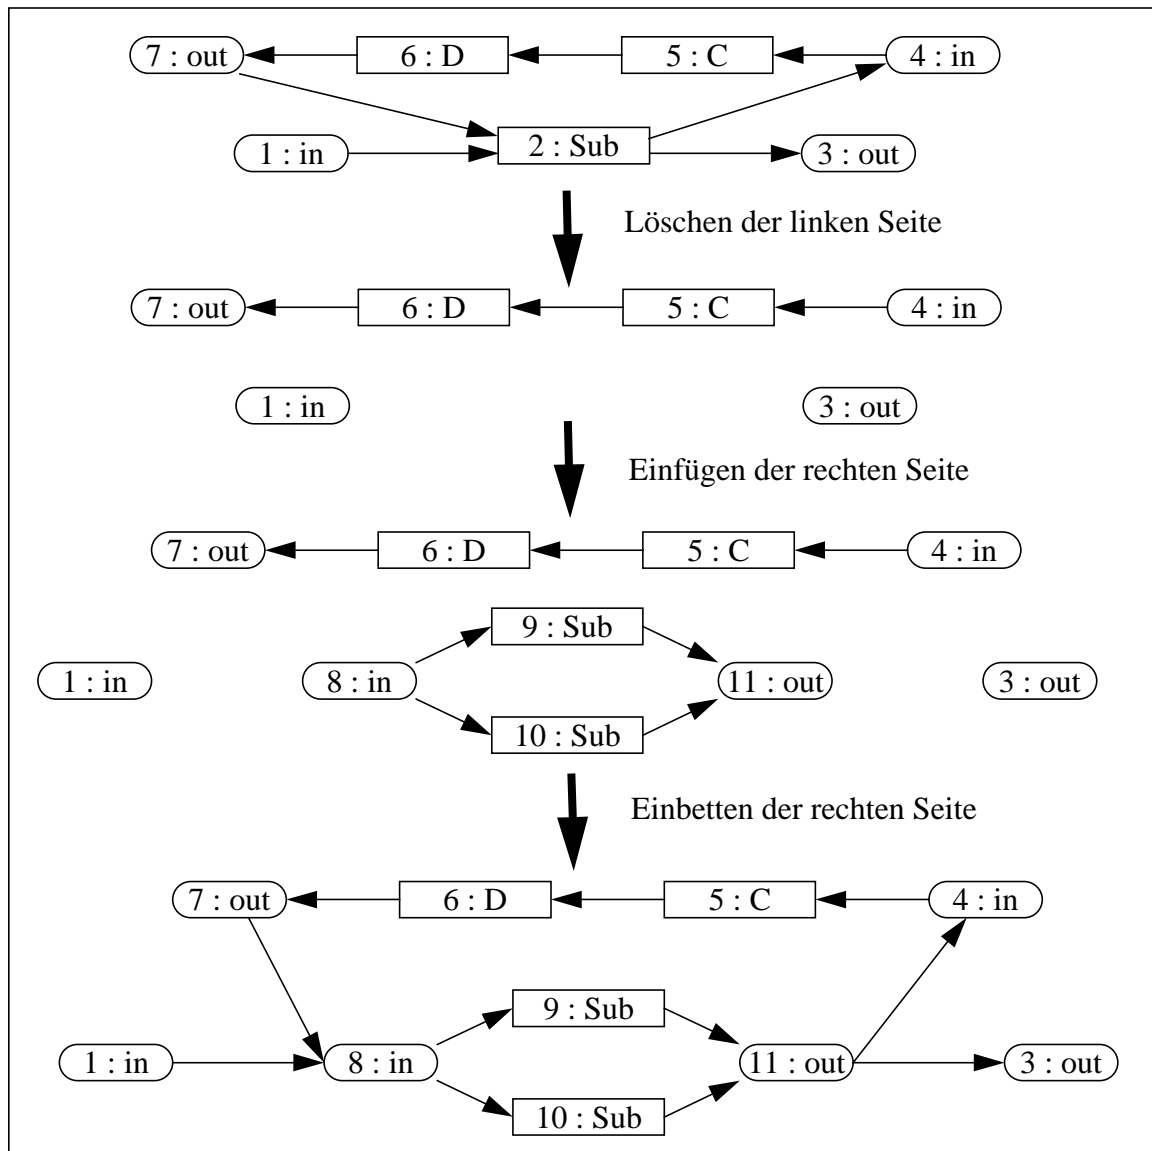 7 : out 6 : D 5 : C 4 : in
1 : in 2 : Sub 3 : out
Löschen der linken Seite
7 : out 6 : D 5 : C 4 : in
1 : in 3 : out
Einfügen der rechten Seite
7 : out 6 : D 5 : C 4 : in
9 : Sub
1 : in 8 : in 11 : out 3 : out
10 : Sub
Einbetten der rechten Seite
7 : out 6 : D 5 : C 4 : in
9 : Sub
1 : in 8 : in 11 : out 3 : out
10 : Sub